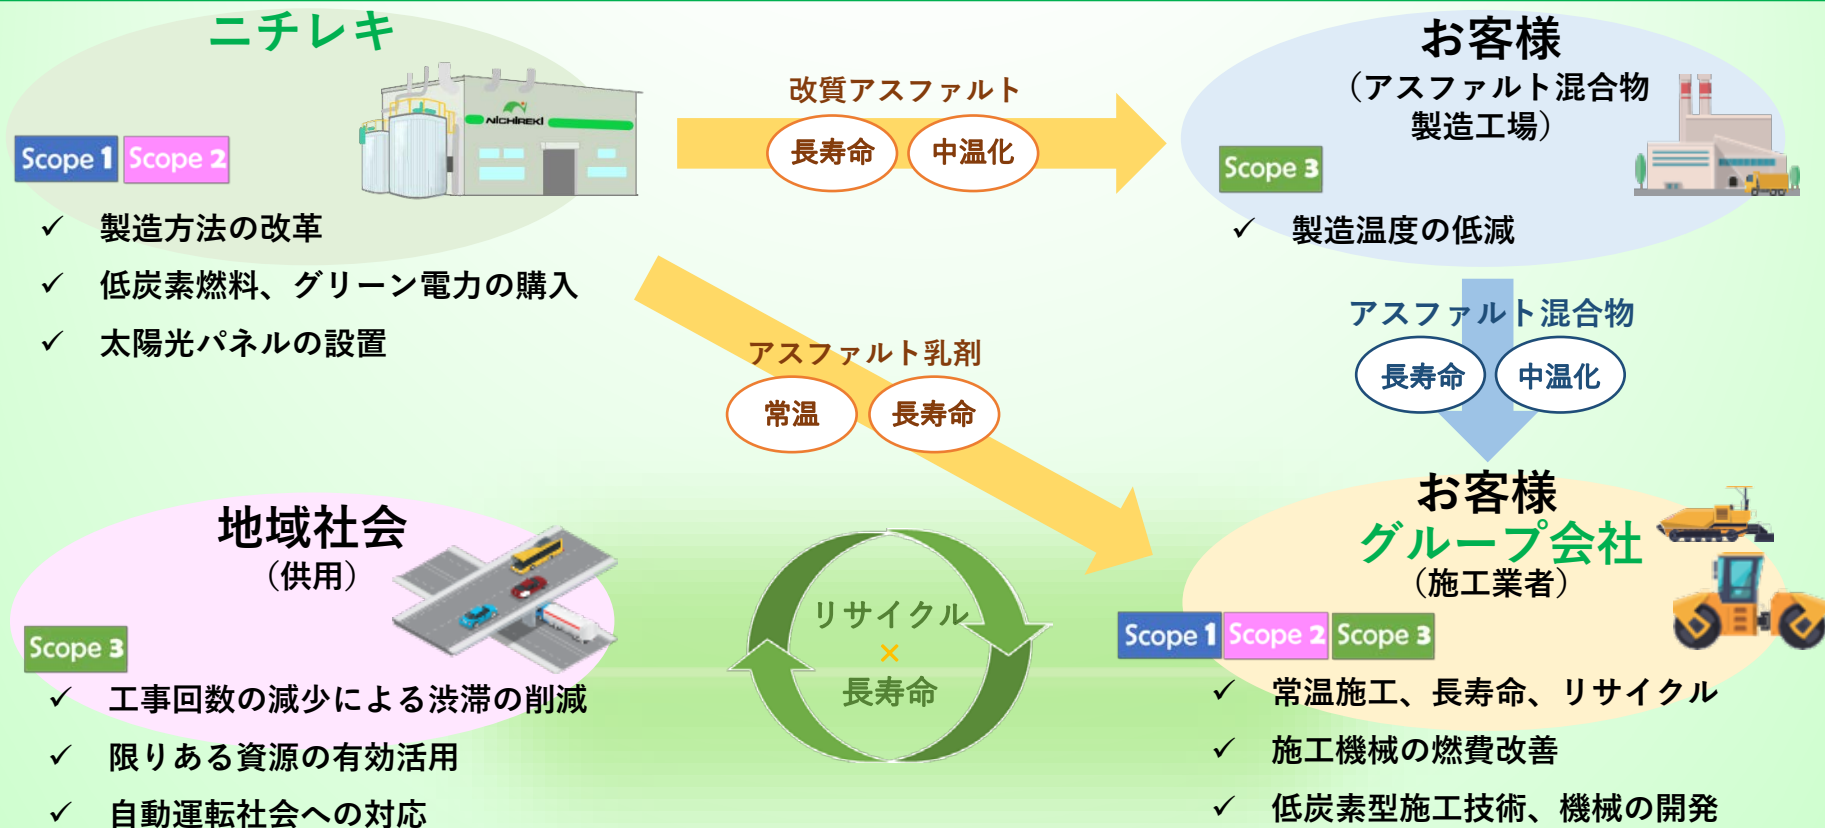 ニチレキ
NICHIREKI
Scope 1 Scope 2
✓ 製造方法の改革
✓ 低炭素燃料、グリーン電力の購入
✓ 太陽光パネルの設置
改質アスファルト
長寿命 中温化
お客様
（アスファルト混合物
製造工場）
Scope 3
✓ 製造温度の低減
アスファルト混合物
長寿命 中温化
アスファルト乳剤
常温 長寿命
地域社会
（供用）
Scope 3
✓ 工事回数の減少による渋滞の削減
✓ 限りある資源の有効活用
✓ 自動運転社会への対応
リサイクル
×
長寿命
お客様
グループ会社
（施工業者）
Scope 1 Scope 2 Scope 3
✓ 常温施工、長寿命、リサイクル
✓ 施工機械の燃費改善
✓ 低炭素型施工技術、機械の開発